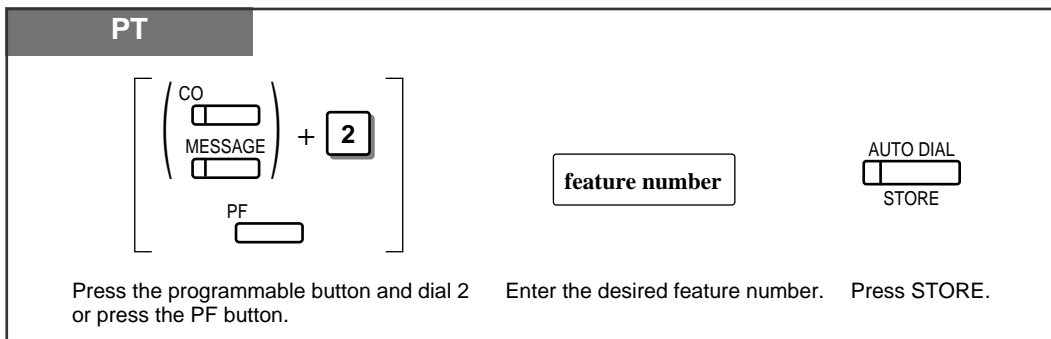 PT
CO
MESSAGE
+ 2
PF
feature number
AUTO DIAL
STORE
Press the programmable button and dial 2
or press the PF button.
Enter the desired feature number.
Press STORE.